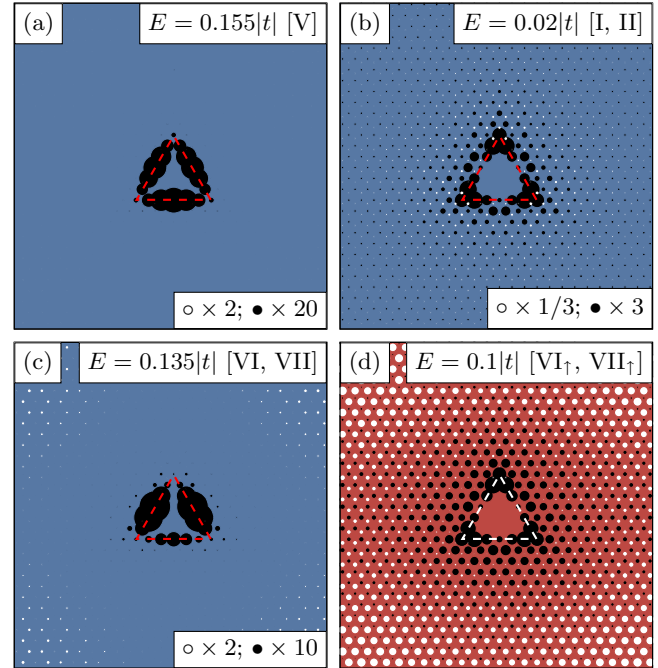 (a) E = 0.155|t| [V]
(b) E = 0.02|t| [I, II]
○ × 2; ● × 20
○ × 1/3; ● × 3
(c) E = 0.135|t| [VI, VII]
(d) E = 0.1|t| [VI↑, VII↑]
○ × 2; ● × 10